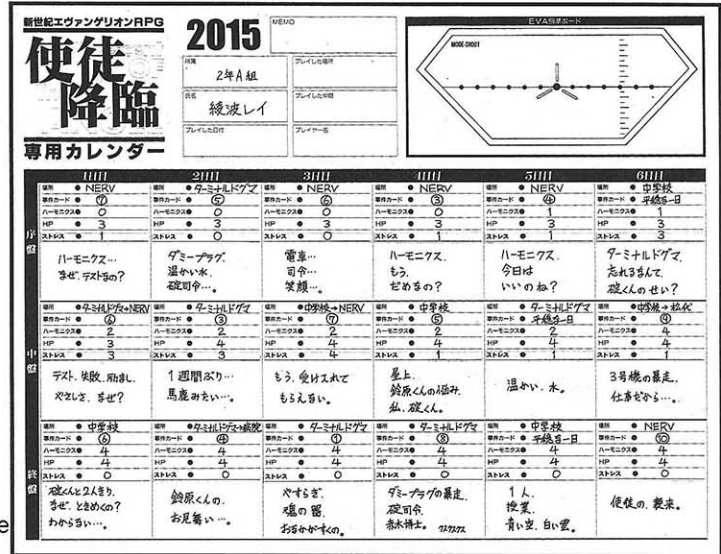 新世紀エヴァンゲリオンRPG
使徒
降臨
専用カレンダー
2015
MEMO
所属
2年A組
プレイした場所
氏名
綾波レイ
プレイした時間
プレイした日付
プレイヤー名
EVA指揮ボード
MODE:SHOOT
1日目 2日目 3日目 4日目 5日目 6日目
序盤
場所 ● NERV
事件カード ● ⑦
ハーモニクス ● 0
HP ● 3
ストレス ● 1
ハーモニクス…
なぜ、テストするの?
場所 ● ターミナルドグマ
事件カード ● ⑤
ハーモニクス ● 0
HP ● 3
ストレス ● 0
ダミープラグ.
温かい水.
碇司令…。
場所 ● NERV
事件カード ● ⑥
ハーモニクス ● 0
HP ● 3
ストレス ● 0
電車…
司令…
笑顔…。
場所 ● NERV
事件カード ● ③
ハーモニクス ● 0
HP ● 3
ストレス ● 1
ハーモニクス.
もう.
だめなの?
場所 ● NERV
事件カード ● ④
ハーモニクス ● 1
HP ● 3
ストレス ● 1
ハーモニクス.
今日は
いいのね?
場所 ● 中学校
事件カード ● 平穏な一日
ハーモニクス ● 1
HP ● 3
ストレス ● 3
ターミナルドグマ.
忘れるなんて.
碇くんのせい?
中盤
場所 ● ターミナルドグマ→NERV
事件カード ● ⑥
ハーモニクス ● 2
HP ● 3
ストレス ● 3
テスト.失敗.励まし.
やさしさ.なぜ?
場所 ● ターミナルドグマ
事件カード ● ③
ハーモニクス ● 2
HP ● 4
ストレス ● 3
1週間ぶり…
馬鹿みたい…。
場所 ● 中学校→NERV
事件カード ● ⑦
ハーモニクス ● 2
HP ● 4
ストレス ● 1
もう.受け入れて
もらえない。
場所 ● 中学校
事件カード ● ⑤
ハーモニクス ● 2
HP ● 4
ストレス ● 1
屋上.
鈴原くんの悩み.
私.碇くん。
場所 ● ターミナルドグマ
事件カード ● 平穏な一日
ハーモニクス ● 2
HP ● 4
ストレス ● 1
温かい.水。
場所 ● 中学校→松代
事件カード ● ④
ハーモニクス ● 4
HP ● 4
ストレス ● 1
3号機の暴走.
仕事だから…。
終盤
場所 ● 中学校
事件カード ● ⑥
ハーモニクス ● 4
HP ● 4
ストレス ● 0
碇くんと2人きり.
なぜ.ときめくの?
わからない…。
場所 ● ターミナルドグマ→病院
事件カード ● ④
ハーモニクス ● 4
HP ● 4
ストレス ● 0
鈴原くんの.
お見舞い…。
場所 ● ターミナルドグマ
事件カード ● ①
ハーモニクス ● 4
HP ● 4
ストレス ● 0
やすらぎ.
魂の器.
おなかがすくの。
場所 ● ターミナルドグマ
事件カード ● ⑧
ハーモニクス ● 4
HP ● 4
ストレス ● 0
ダミープラグの暴走.
碇司令.
赤木博士。 クスクスクス
場所 ● 中学校
事件カード ● 平穏な一日
ハーモニクス ● 4
HP ● 4
ストレス ● 0
1人.
授業.
青い空.白い雲。
場所 ● NERV
事件カード ● ⑩
ハーモニクス ● 4
HP ● 4
ストレス ● 0
使徒の.襲来。
e